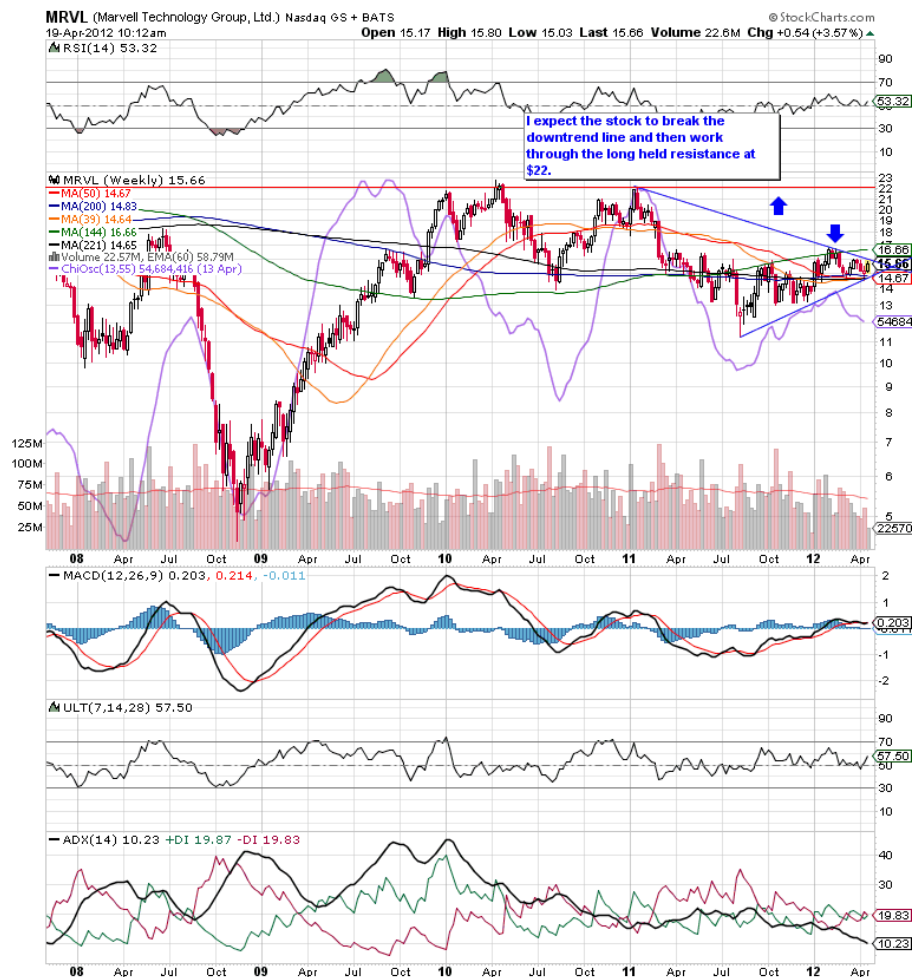 MRVL (Marvell Technology Group, Ltd.) Nasdaq GS + BATS
© StockCharts.com
19-Apr-2012 10:12am
Open 15.17 High 15.80 Low 15.03 Last 15.66 Volume 22.6M Chg +0.54 (+3.57%)
RSI(14) 53.32
90
70
53.32
30
10
I expect the stock to break the
downtrend line and then work
through the long held resistance at
$22.
MRVL (Weekly) 15.66
MA(50) 14.67
MA(200) 14.83
MA(39) 14.64
MA(144) 16.66
MA(221) 14.65
Volume 22.57M, EMA(60) 58.79M
ChiOsc(13,55) 54,684,416 (13 Apr)
23
22
21
20
19
18
16.66
15.66
14.67
14
13
54684
11
10
9
8
7
5
22570
125M
100M
75M
50M
25M
08 Apr Jul Oct 09 Apr Jul Oct 10 Apr Jul Oct 11 Apr Jul Oct 12 Apr
MACD(12,26,9) 0.203, 0.214, -0.011
2
1
0.203
-1
-2
ULT(7,14,28) 57.50
90
70
57.50
50
30
10
ADX(14) 10.23 +DI 19.87 -DI 19.83
40
30
19.83
10.23
08 Apr Jul Oct 09 Apr Jul Oct 10 Apr Jul Oct 11 Apr Jul Oct 12 Apr